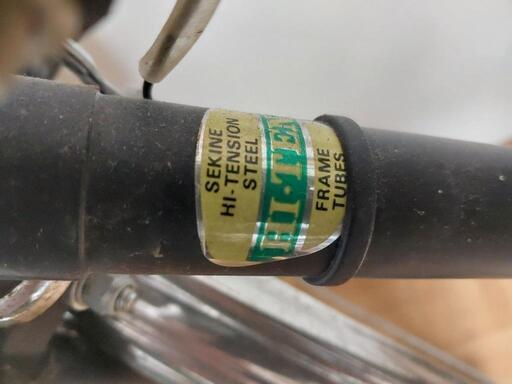 SEKINE
HI-TENSION
STEEL
HI-TEN
FRAME
TUBES